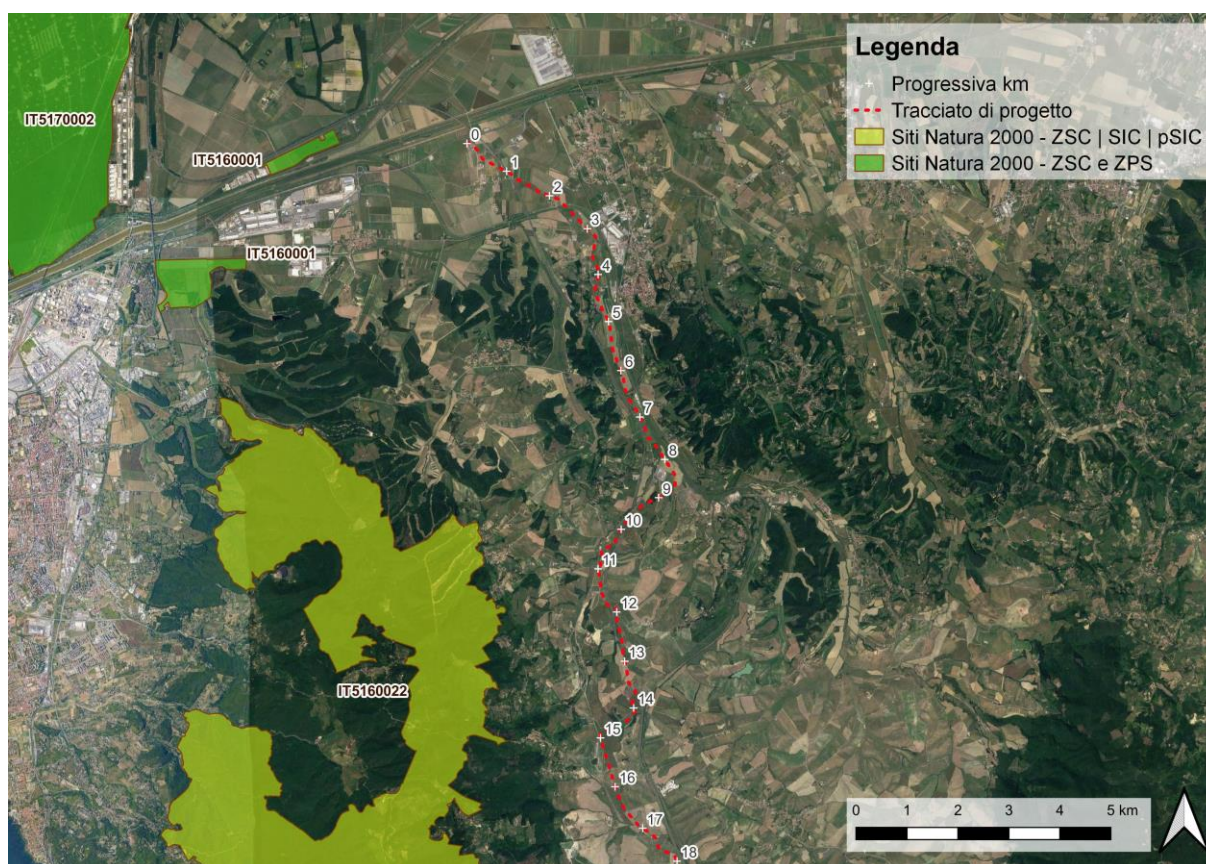 Legenda
Progressiva km
Tracciato di progetto
Siti Natura 2000 - ZSC | SIC | pSIC
Siti Natura 2000 - ZSC e ZPS
IT5170002
IT5160001
IT5160001
IT5160022
0
1
2
3
4
5
6
7
8
9
10
11
12
13
14
15
16
17
18
0 1 2 3 4 5 km